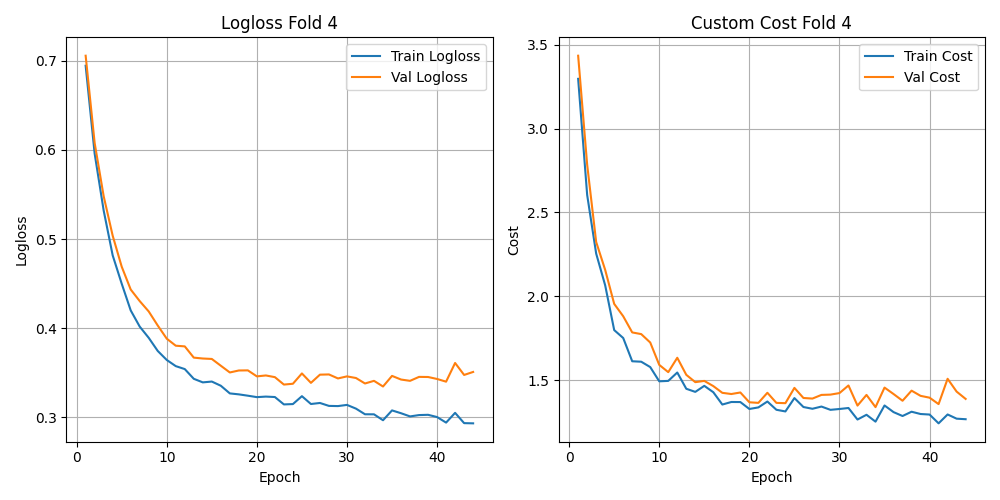 Logloss Fold 4
Train Logloss
Val Logloss
0.7
0.6
0.5
0.4
0.3
Logloss
0
10
20
30
40
Epoch
Custom Cost Fold 4
Train Cost
Val Cost
3.5
3.0
2.5
2.0
1.5
Cost
0
10
20
30
40
Epoch